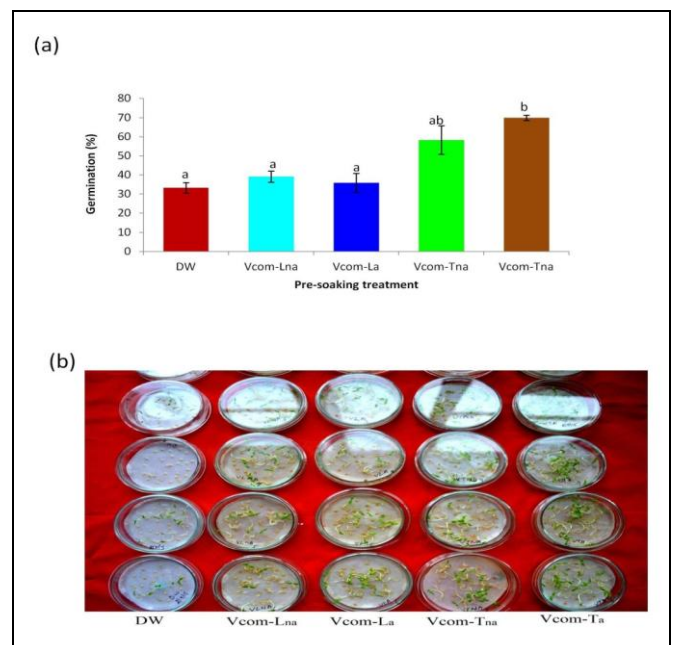 (a)
80
70
60
50
40
30
20
10
0
Germination (%)
a
a
a
ab
b
DW Vcom-Lna Vcom-La Vcom-Tna Vcom-Tna
Pre-soaking treatment
(b)
DW Vcom-Lna Vcom-La Vcom-Tna Vcom-Ta